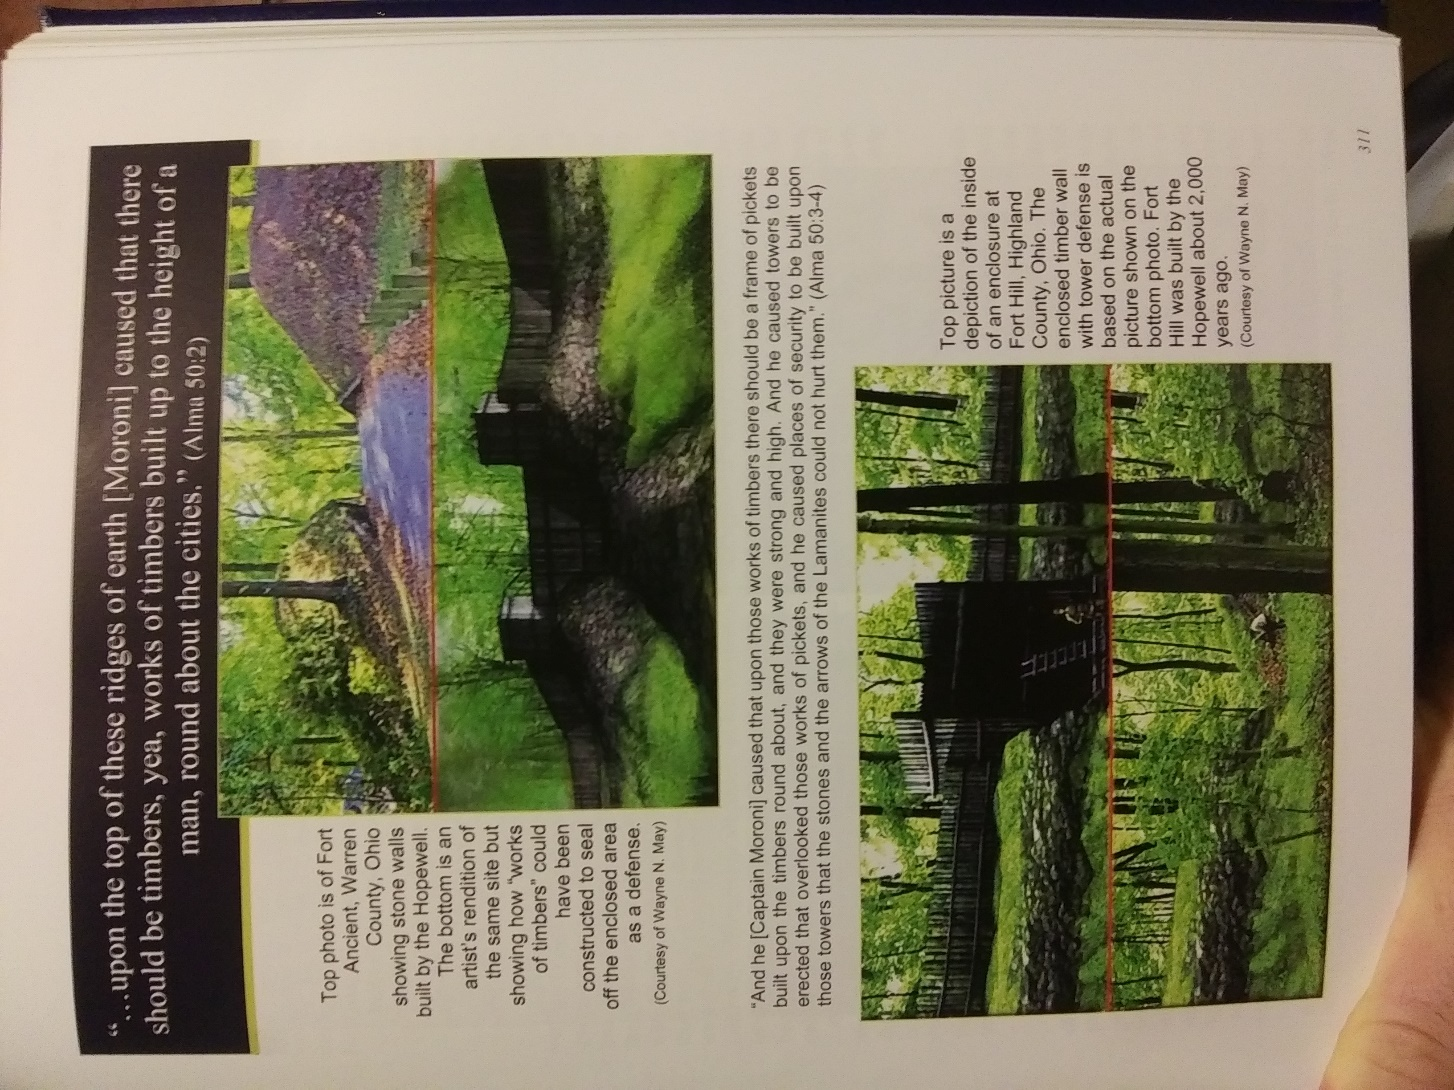 “…upon the top of these ridges of earth [Moroni] caused that there
should be timbers, yea, works of timbers built up to the height of a
man, round about the cities.” (Alma 50:2)
Top photo is of Fort
Ancient, Warren
County, Ohio
showing stone walls
built by the Hopewell.
The bottom is an
artist's rendition of
the same site but
showing how “works
of timbers” could
have been
constructed to seal
off the enclosed area
as a defense.
(Courtesy of Wayne N. May)
“And he [Captain Moroni] caused that upon those works of timbers there should be a frame of pickets
built upon the timbers round about, and they were strong and high. And he caused towers to be
erected that overlooked those works of pickets, and he caused places of security to be built upon
those towers that the stones and the arrows of the Lamanites could not hurt them.” (Alma 50:3-4)
Top picture is a
depiction of the inside
of an enclosure at
Fort Hill, Highland
County, Ohio. The
enclosed timber wall
with tower defense is
based on the actual
picture shown on the
bottom photo. Fort
Hill was built by the
Hopewell about 2,000
years ago.
(Courtesy of Wayne N. May)
311